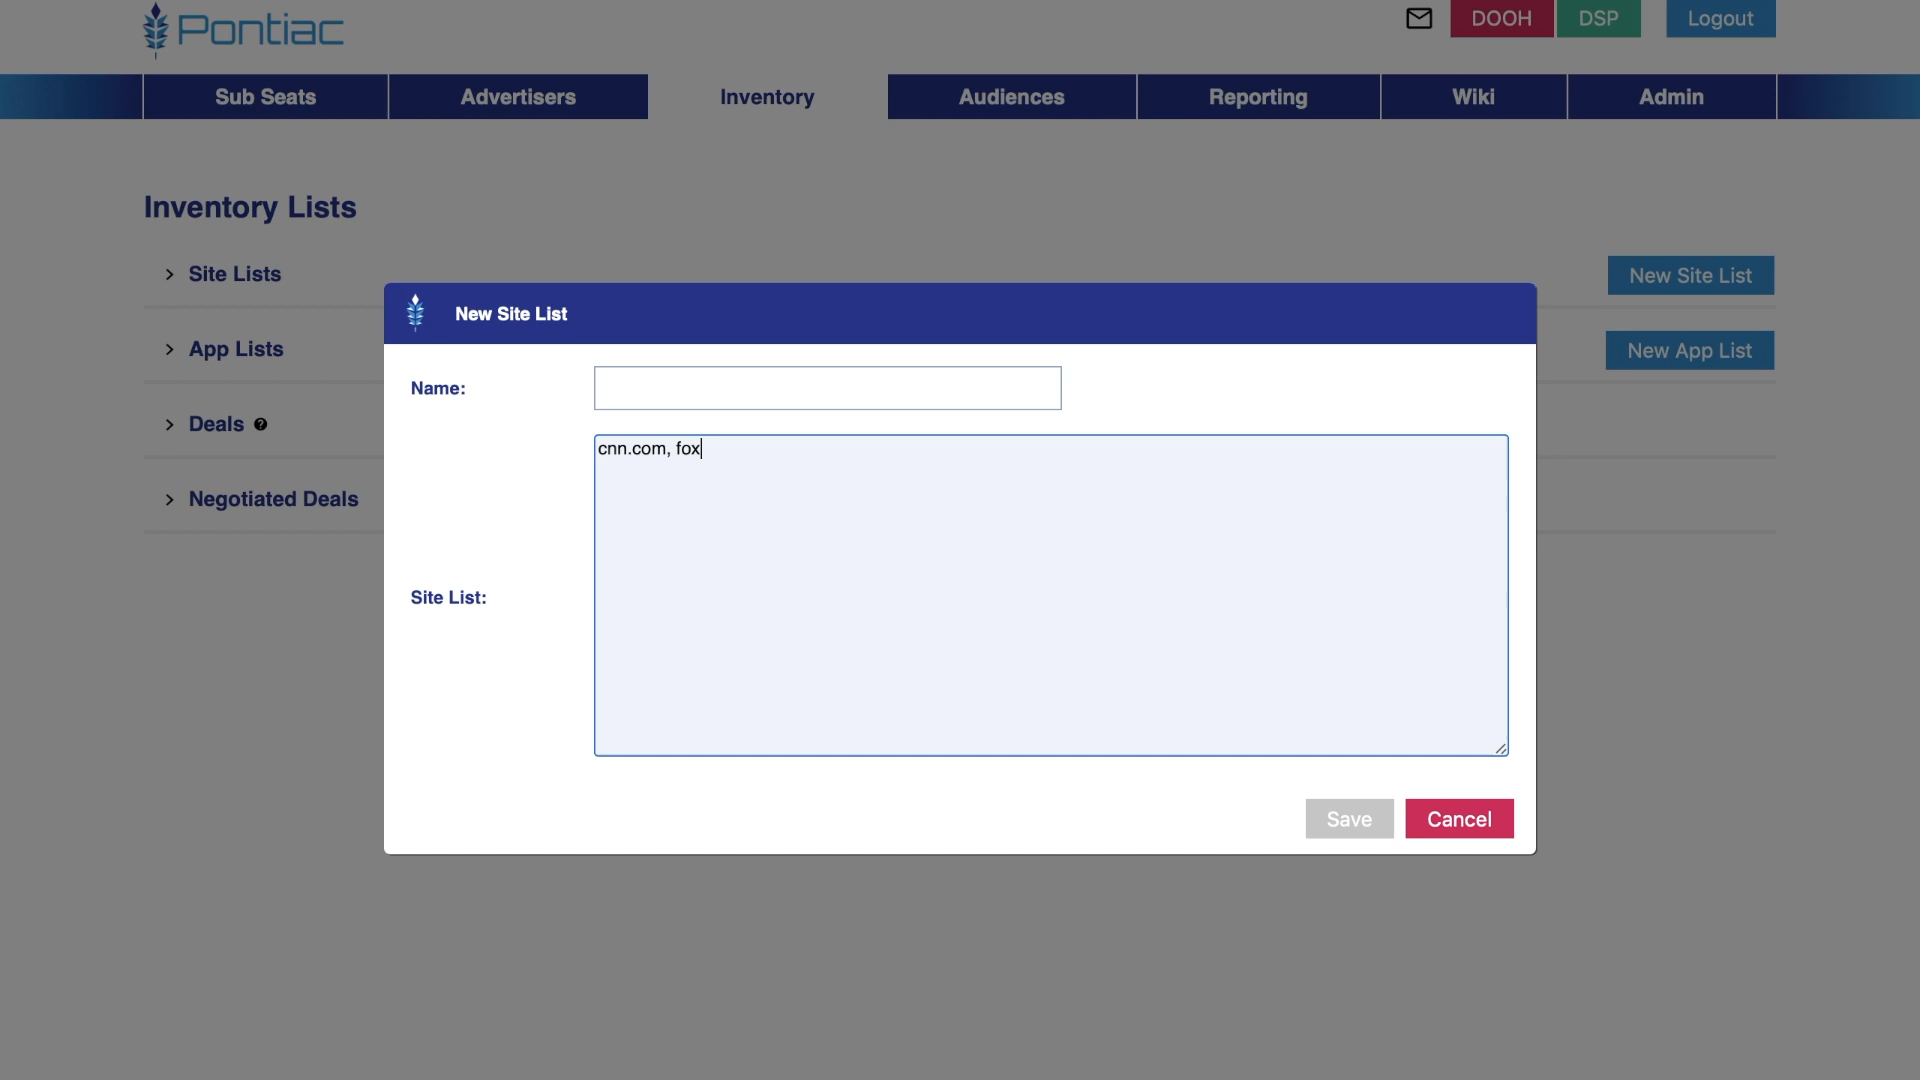 Pontiac
DOOH
DSP
Logout
Sub Seats
Advertisers
Inventory
Audiences
Reporting
Wiki
Admin
Inventory Lists
Site Lists
New Site List
App Lists
New App List
Deals ?
Negotiated Deals
New Site List
Name:
cnn.com, fox
Site List:
Save
Cancel